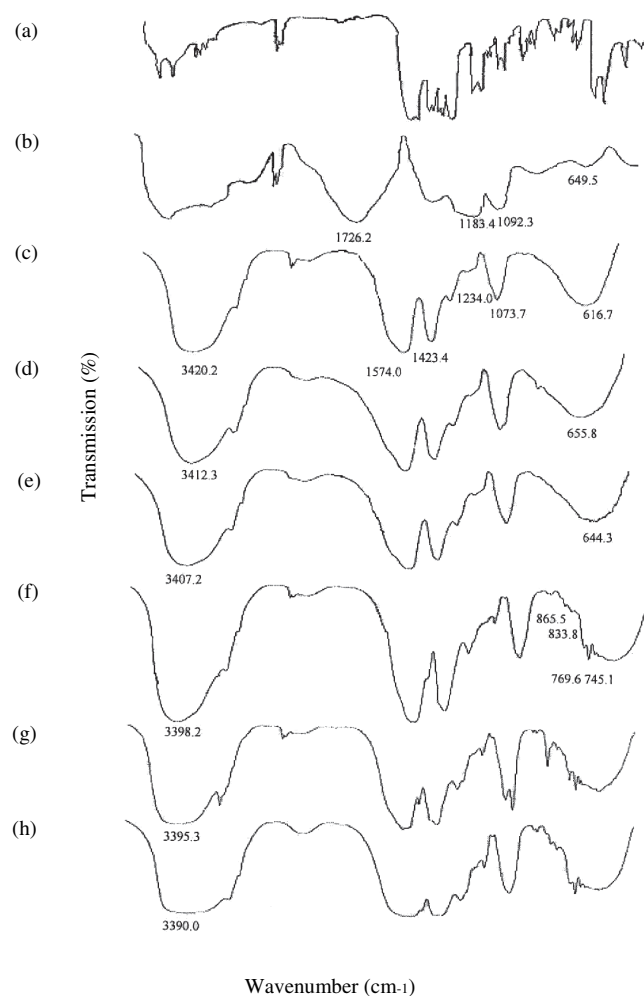 (a)
(b)
649.5
1183.4 1092.3
1726.2
(c)
1234.0
1073.7
616.7
1574.0
1423.4
3420.2
(d)
Transmission (%)
655.8
3412.3
(e)
644.3
3407.2
(f)
865.5
833.8
769.6 745.1
3398.2
(g)
3395.3
(h)
3390.0
Wavenumber (cm-1)